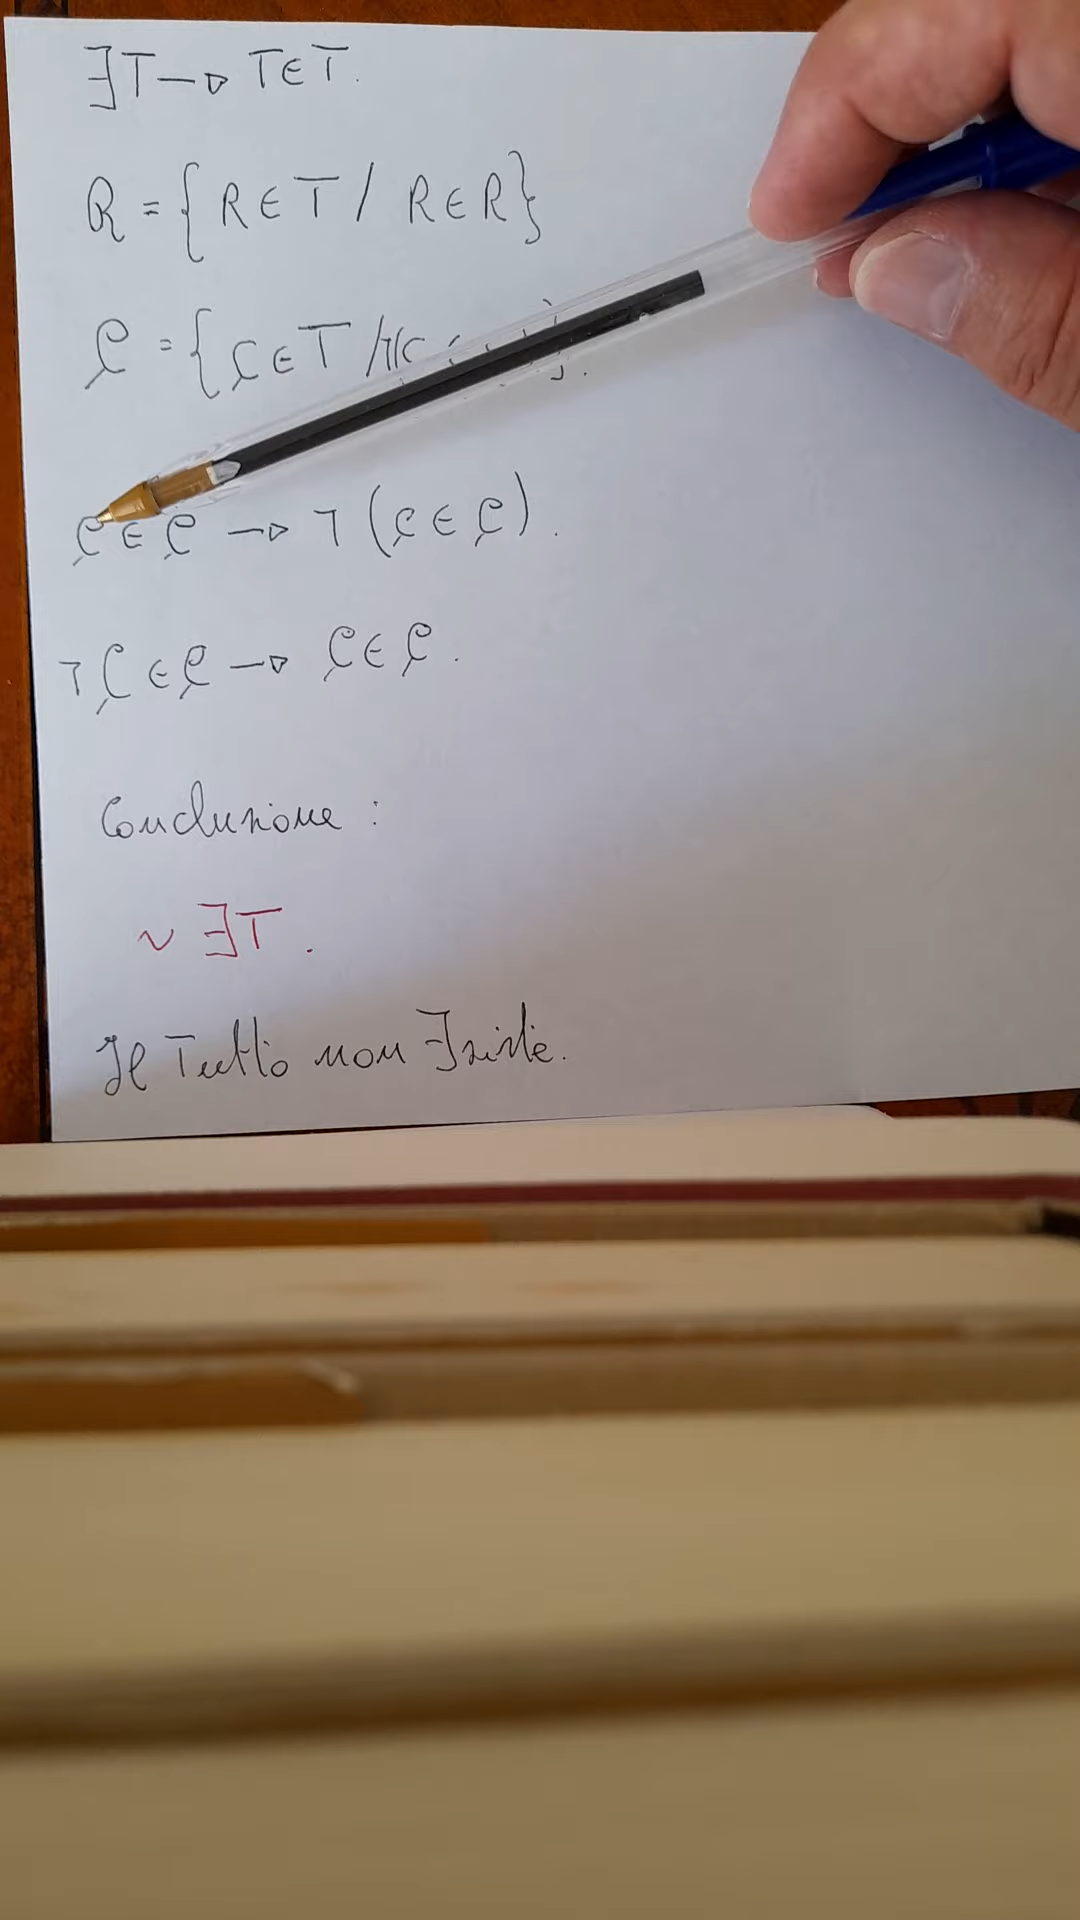 ∃T → T∈T.
R = { R∈T / R∈R }
C = { C∈T / ¬(C
C∈C → ¬(C∈C).
¬C∈C → C∈C.
Conclusione:
~ ∃T.
Il Tutto non Esiste.